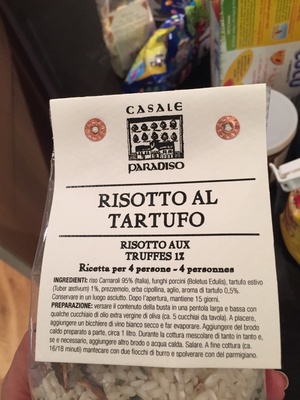 CASALE
PARADISO
RISOTTO AL
TARTUFO
RISOTTO AUX
TRUFFES 1%
Ricetta per 4 persone - 4 personnes
INGREDIENTI: riso Carnaroli 95% (Italia), funghi porcini (Boletus Edulis), tartufo estivo
(Tuber æstivum) 1%, prezzemolo, erba cipollina, aglio, aroma di tartufo 0,5%.
Conservare in un luogo asciutto. Dopo l'apertura, mantiene 15 giorni.
PREPARAZIONE: versare il contenuto della busta in una pentola larga e bassa con
qualche cucchiaio di olio extra vergine di oliva (ca. 5 cucchiai da tavola). A piacere,
aggiungere un bicchiere di vino bianco secco e far evaporare. Aggiungere del brodo
caldo preparato a parte, circa 1 litro. Durante la cottura mescolare di tanto in tanto e,
se e necessario, aggiungere altro brodo o acqua calda. Salare. A fine cottura (ca.
16/18 minuti) mantecare con due fiocchi di burro e spolverare con del parmigiano.